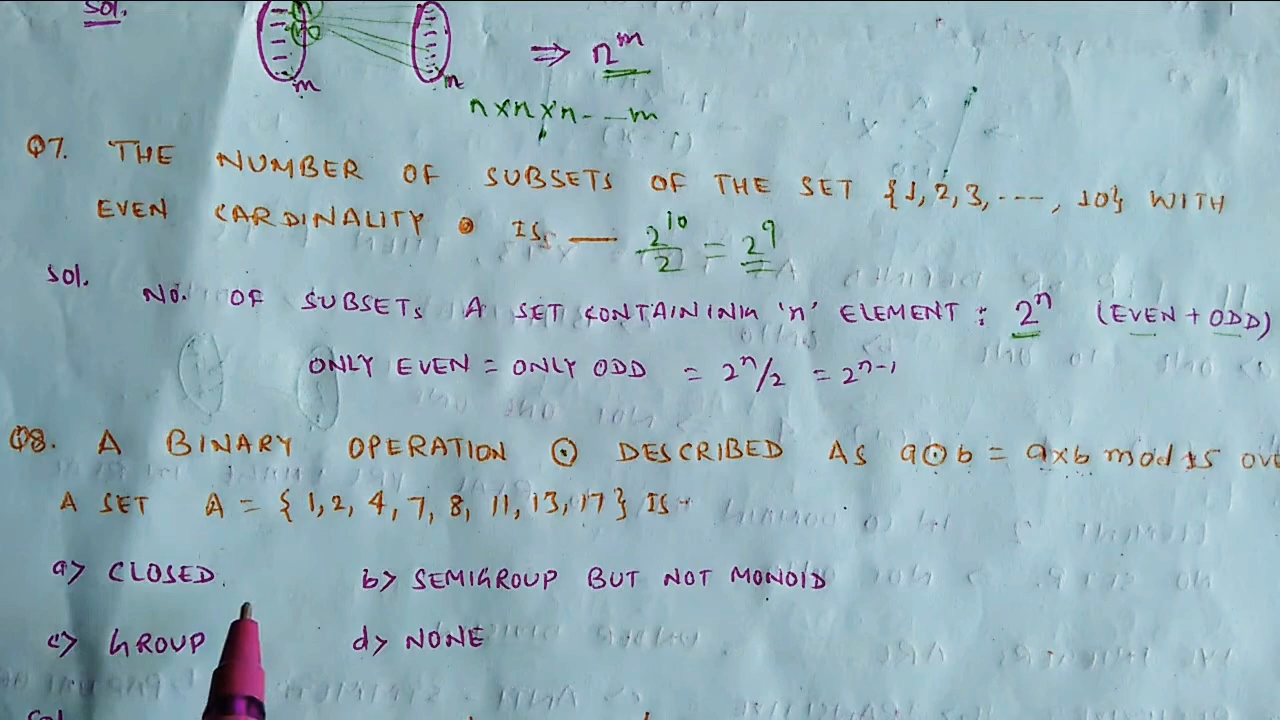 Sol.
m n
⇒ n^m
n×n×n- --m
Q7. THE NUMBER OF SUBSETS OF THE SET {1,2,3,----,10} WITH
EVEN CARDINALITY IS — 2^10/2 = 2^9
Sol. No. OF SUBSETS A SET CONTAININIG 'n' ELEMENT : 2^n (EVEN + ODD)
ONLY EVEN = ONLY ODD = 2^n/2 = 2^n-1
Q8. A BINARY OPERATION ⊙ DESCRIBED AS a⊙b = a×b mod 15 OVE
A SET A = {1,2,4,7,8,11,13,17} IS -
a> CLOSED. b> SEMIGROUP BUT NOT MONOID
c> GROUP d> NONE